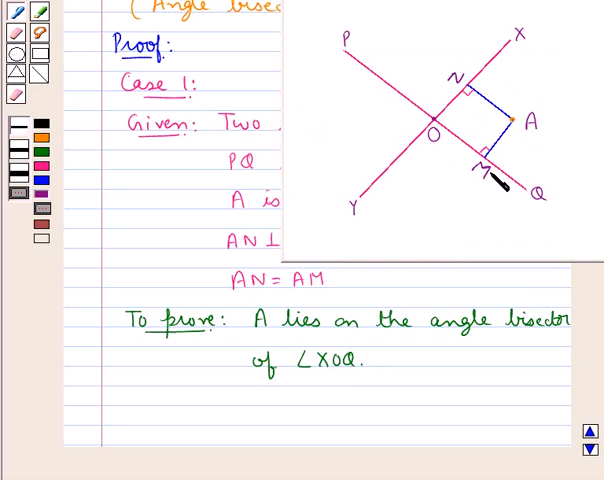 (Angle bisec
Proof:
Case 1:
Given: Two
PQ
A is
AN ⊥
AN = AM
To prove: A lies on the angle bisector
of ∠XOQ.
P
X
N
A
O
M
Y
Q